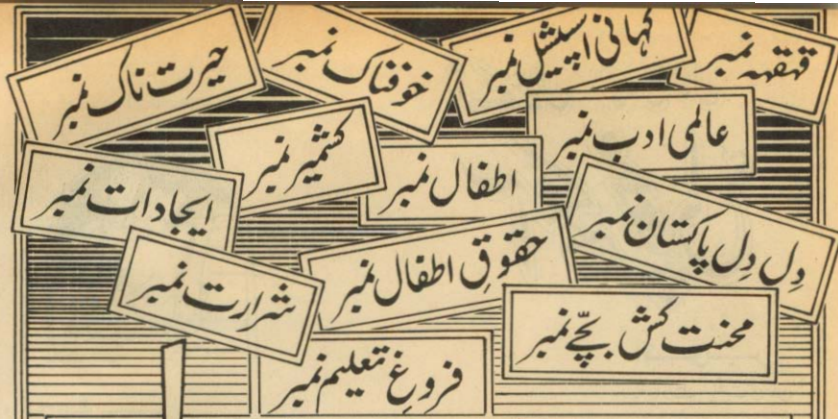 قہقہہ نمبر
کہانی اسپیشل نمبر
خوفناک نمبر
حیرت ناک نمبر
عالمی ادب نمبر
اطفال نمبر
کشمیر نمبر
ایجادات نمبر
دِل دِل پاکستان نمبر
حقوقِ اطفال نمبر
شرارت نمبر
محنت کش بچّے نمبر
فروغِ تعلیم نمبر